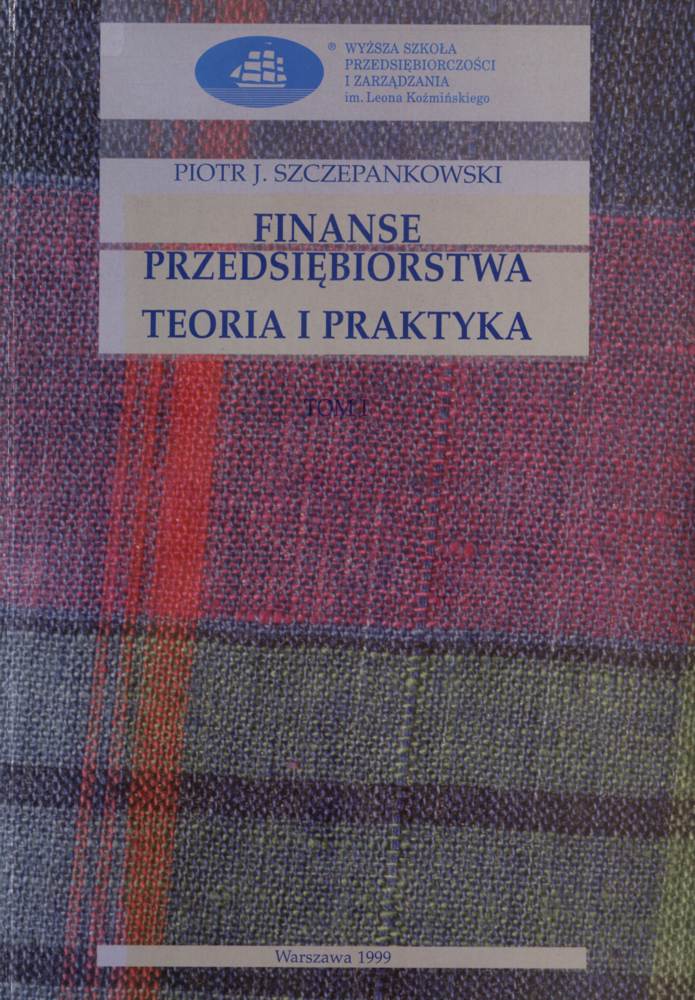 ® WYŻSZA SZKOŁA
PRZEDSIĘBIORCZOŚCI
I ZARZĄDZANIA
im. Leona Koźmińskiego
PIOTR J. SZCZEPANKOWSKI
FINANSE
PRZEDSIĘBIORSTWA
TEORIA I PRAKTYKA
TOM I
Warszawa 1999